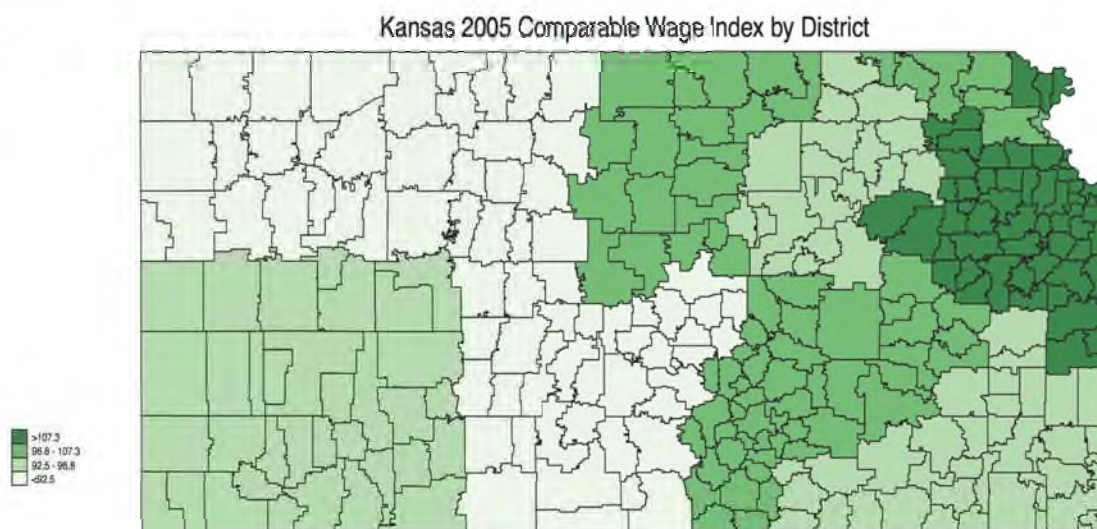 Kansas 2005 Comparable Wage Index by District
>107.3
96.8 - 107.3
92.5 - 96.8
<92.5